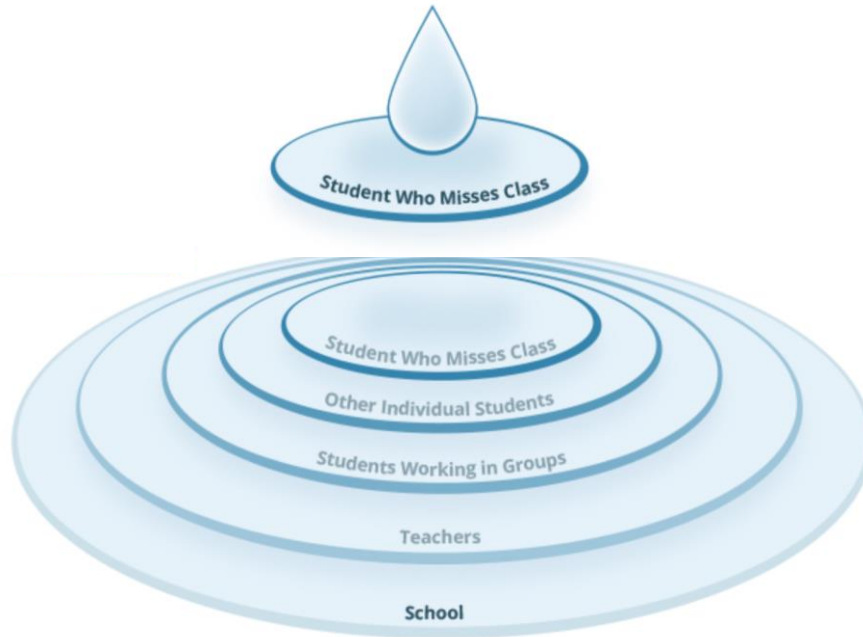 Student Who Misses Class
Student Who Misses Class
Other Individual Students
Students Working in Groups
Teachers
School